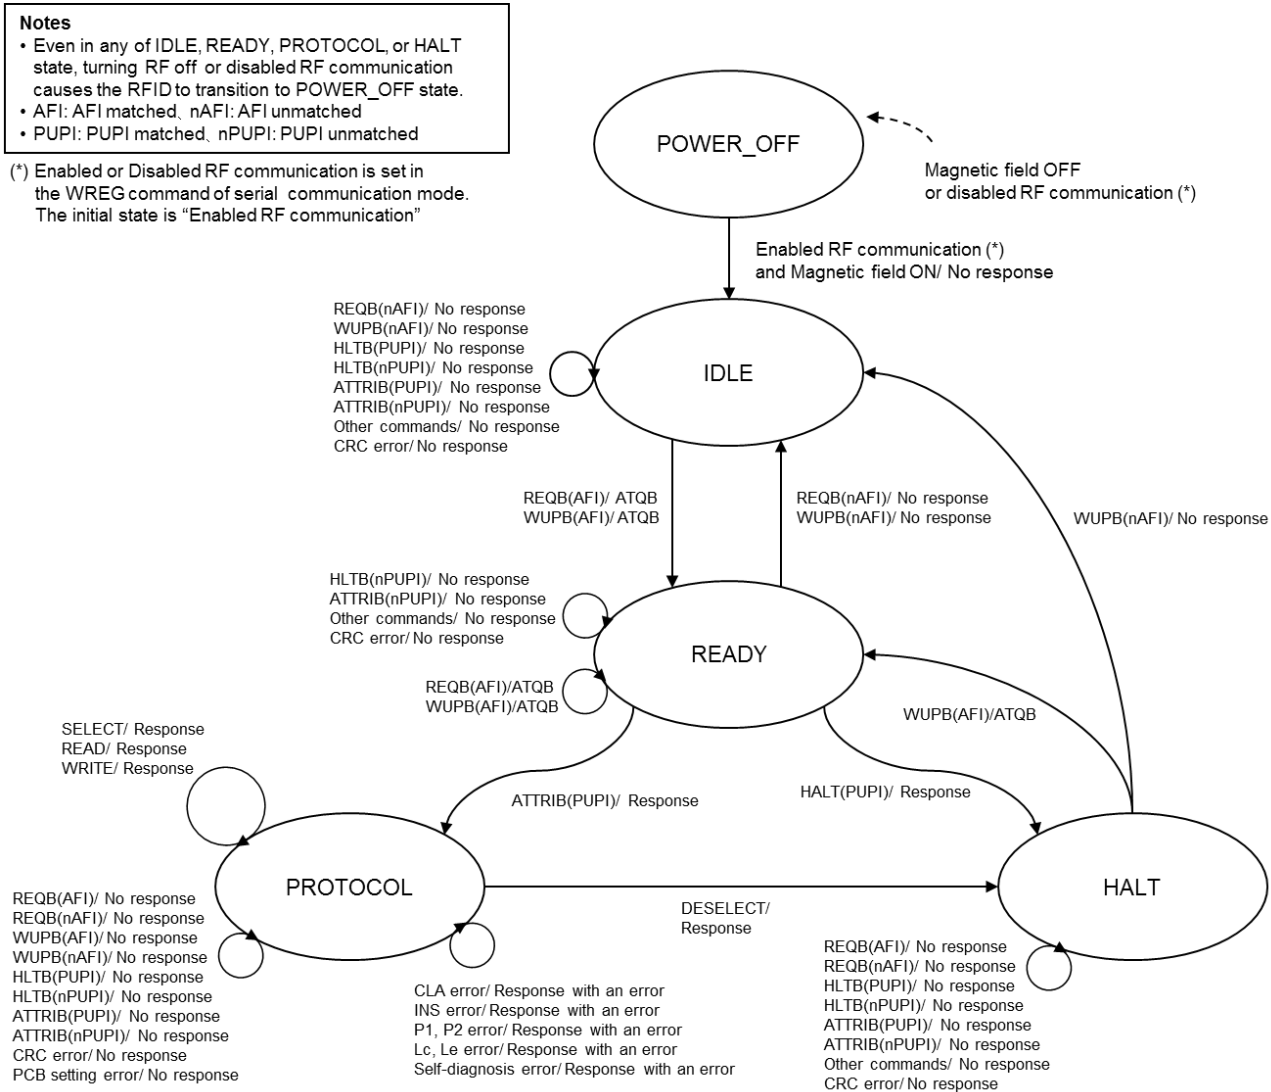 Notes
• Even in any of IDLE, READY, PROTOCOL, or HALT
state, turning RF off or disabled RF communication
causes the RFID to transition to POWER_OFF state.
• AFI: AFI matched、nAFI: AFI unmatched
• PUPI: PUPI matched、nPUPI: PUPI unmatched
(*) Enabled or Disabled RF communication is set in
the WREG command of serial communication mode.
The initial state is “Enabled RF communication”
POWER_OFF
Magnetic field OFF
or disabled RF communication (*)
Enabled RF communication (*)
and Magnetic field ON/ No response
REQB(nAFI)/ No response
WUPB(nAFI)/ No response
HLTB(PUPI)/ No response
HLTB(nPUPI)/ No response
ATTRIB(PUPI)/ No response
ATTRIB(nPUPI)/ No response
Other commands/ No response
CRC error/ No response
IDLE
REQB(AFI)/ ATQB
WUPB(AFI)/ ATQB
REQB(nAFI)/ No response
WUPB(nAFI)/ No response
WUPB(nAFI)/ No response
HLTB(nPUPI)/ No response
ATTRIB(nPUPI)/ No response
Other commands/ No response
CRC error/ No response
READY
REQB(AFI)/ATQB
WUPB(AFI)/ATQB
WUPB(AFI)/ATQB
SELECT/ Response
READ/ Response
WRITE/ Response
ATTRIB(PUPI)/ Response
HALT(PUPI)/ Response
PROTOCOL
HALT
DESELECT/
Response
REQB(AFI)/ No response
REQB(nAFI)/ No response
WUPB(AFI)/ No response
WUPB(nAFI)/ No response
HLTB(PUPI)/ No response
HLTB(nPUPI)/ No response
ATTRIB(PUPI)/ No response
ATTRIB(nPUPI)/ No response
CRC error/ No response
PCB setting error/ No response
CLA error/ Response with an error
INS error/ Response with an error
P1, P2 error/ Response with an error
Lc, Le error/ Response with an error
Self-diagnosis error/ Response with an error
REQB(AFI)/ No response
REQB(nAFI)/ No response
HLTB(PUPI)/ No response
HLTB(nPUPI)/ No response
ATTRIB(PUPI)/ No response
ATTRIB(nPUPI)/ No response
Other commands/ No response
CRC error/ No response